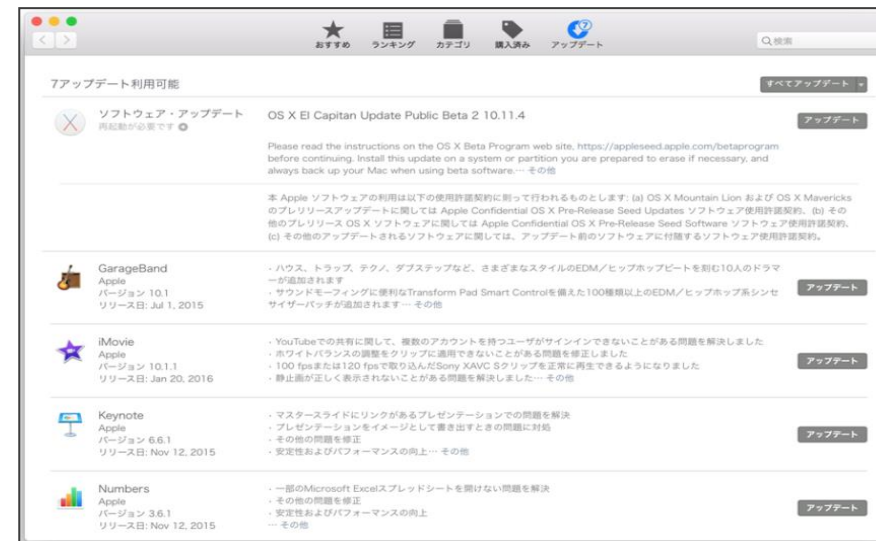 おすすめ
ランキング
カテゴリ
購入済み
7
アップデート
検索
7アップデート利用可能
すべてアップデート
ソフトウェア・アップデート
再起動が必要です
OS X El Capitan Update Public Beta 2 10.11.4
アップデート
Please read the instructions on the OS X Beta Program web site, https://appleseed.apple.com/betaprogram
before continuing. Install this update on a system or partition you are prepared to erase if necessary, and
always back up your Mac when using beta software.… その他
本 Apple ソフトウェアの利用は以下の使用許諾契約に則って行われるものとします: (a) OS X Mountain Lion および OS X Mavericks
のプレリリースアップデートに関しては Apple Confidential OS X Pre-Release Seed Updates ソフトウェア使用許諾契約、(b) その
他のプレリリース OS X ソフトウェアに関しては Apple Confidential OS X Pre-Release Seed Software ソフトウェア使用許諾契約、
(c) その他のアップデートされるソフトウェアに関しては、アップデート前のソフトウェアに付随するソフトウェア使用許諾契約。
GarageBand
Apple
バージョン 10.1
リリース日: Jul 1, 2015
・ハウス、トラップ、テクノ、ダブステップなど、さまざまなスタイルのEDM／ヒップホップビートを刻む10人のドラマ
ーが追加されます
・サウンドモーフィングに便利なTransform Pad Smart Controlを備えた100種類以上のEDM／ヒップホップ系シンセ
サイザーパッチが追加されます… その他
アップデート
iMovie
Apple
バージョン 10.1.1
リリース日: Jan 20, 2016
・YouTubeでの共有に関して、複数のアカウントを持つユーザがサインインできないことがある問題を解決しました
・ホワイトバランスの調整をクリップに適用できないことがある問題を修正しました
・100 fpsまたは120 fpsで取り込んだSony XAVC Sクリップを正常に再生できるようになりました
・静止画が正しく表示されないことがある問題を解決しました… その他
アップデート
Keynote
Apple
バージョン 6.6.1
リリース日: Nov 12, 2015
・マスタースライドにリンクがあるプレゼンテーションでの問題を解決
・プレゼンテーションをイメージとして書き出すときの問題に対処
・その他の問題を修正
・安定性およびパフォーマンスの向上… その他
アップデート
Numbers
Apple
バージョン 3.6.1
リリース日: Nov 12, 2015
・一部のMicrosoft Excelスプレッドシートを開けない問題を解決
・その他の問題を修正
・安定性およびパフォーマンスの向上
… その他
アップデート